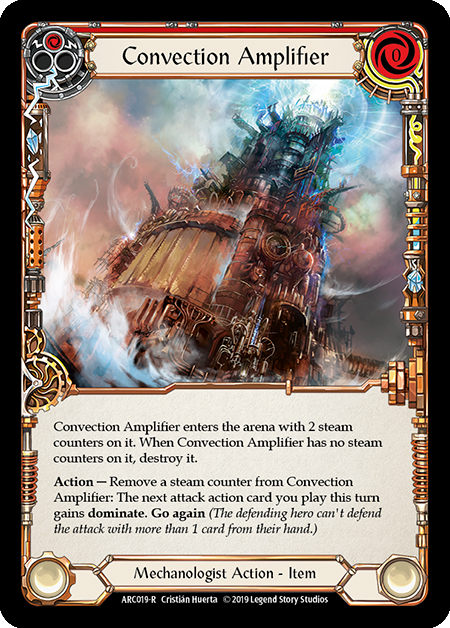 Convection Amplifier
0
Convection Amplifier enters the arena with 2 steam
counters on it. When Convection Amplifier has no steam
counters on it, destroy it.
Action — Remove a steam counter from Convection
Amplifier: The next attack action card you play this turn
gains dominate. Go again (The defending hero can't defend
the attack with more than 1 card from their hand.)
Mechanologist Action - Item
ARC019-R Cristián Huerta © 2019 Legend Story Studios